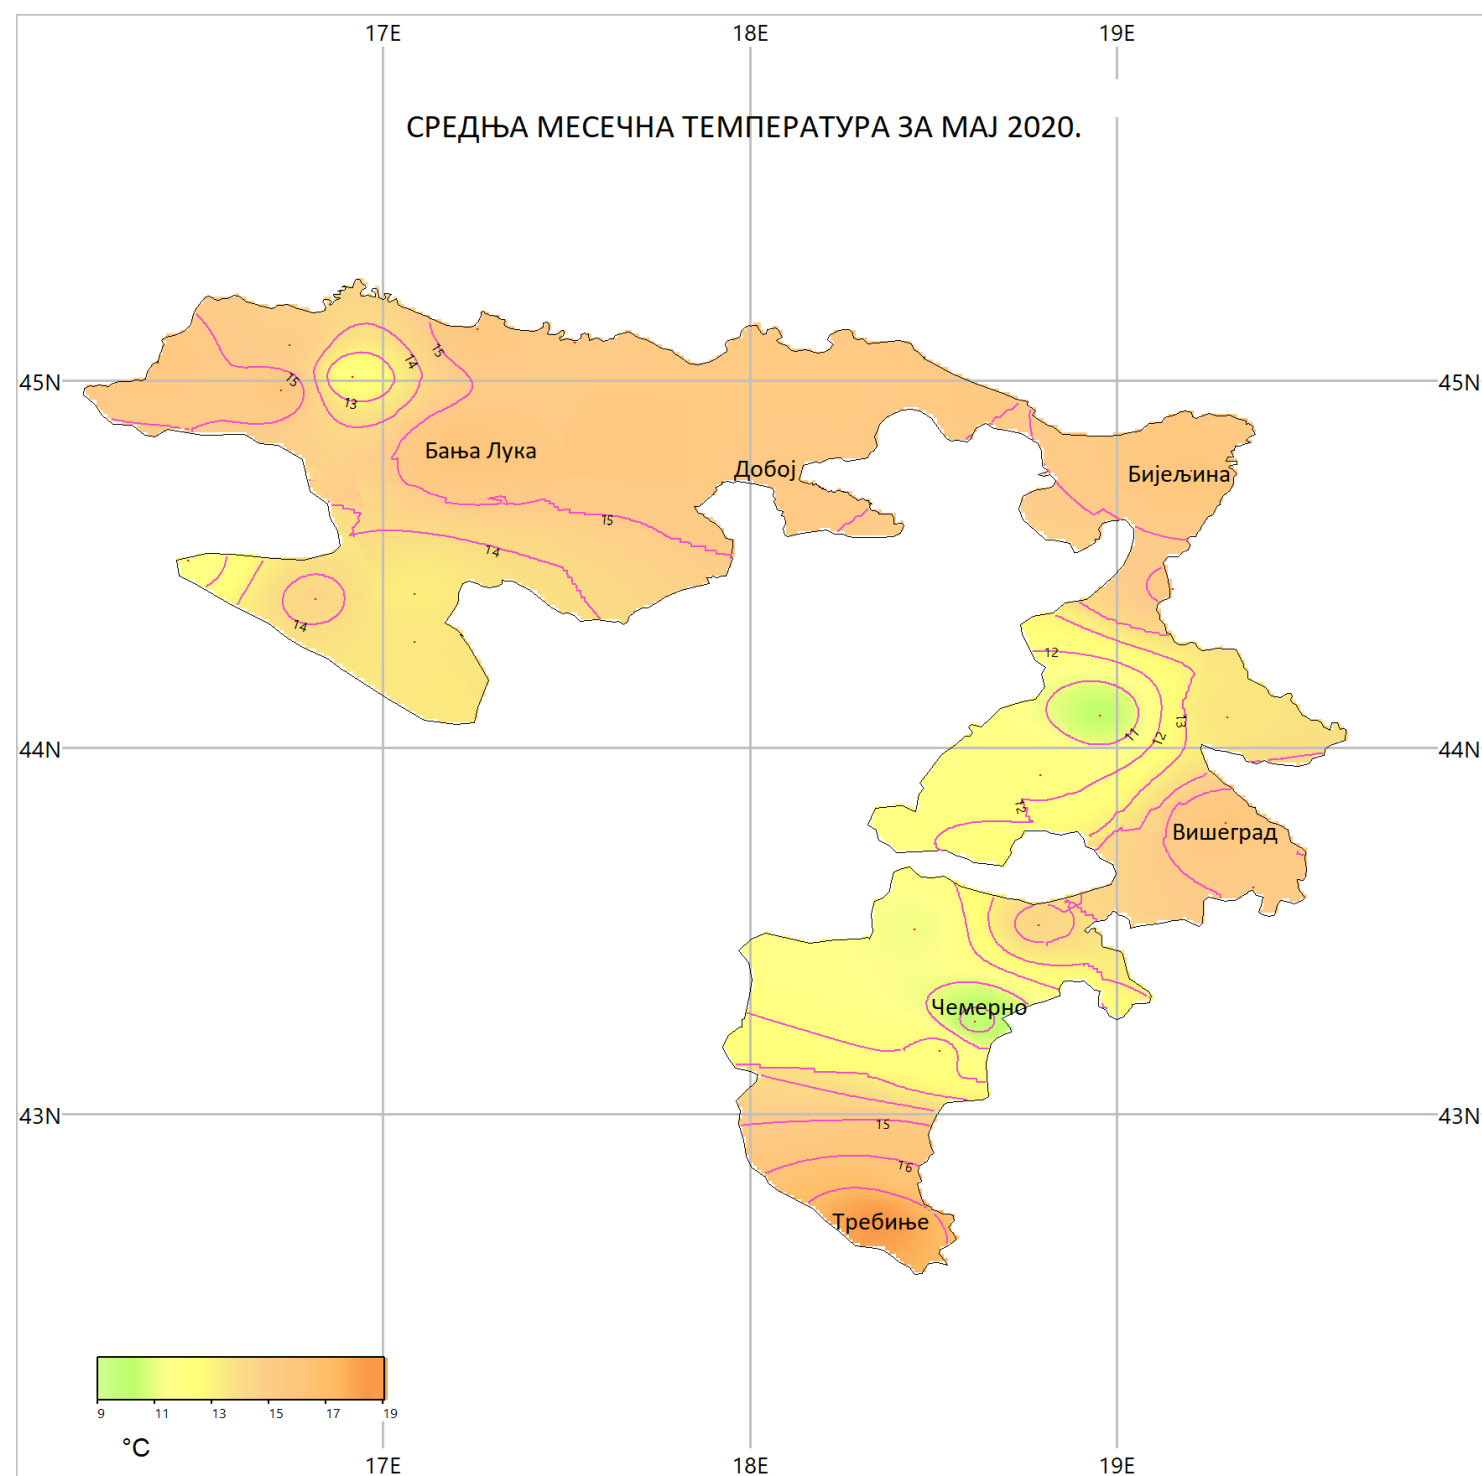 17E 18E 19E
СРЕДЊА МЕСЕЧНА ТЕМПЕРАТУРА ЗА МАЈ 2020.
15
14
15
45N 45N
13
Бања Лука
Добој
Бијељина
15
14
14
12
13
11
12
44N 44N
12
Вишеград
Чемерно
43N 43N
15
16
Требиње
9 11 13 15 17 19
°C
17E 18E 19E